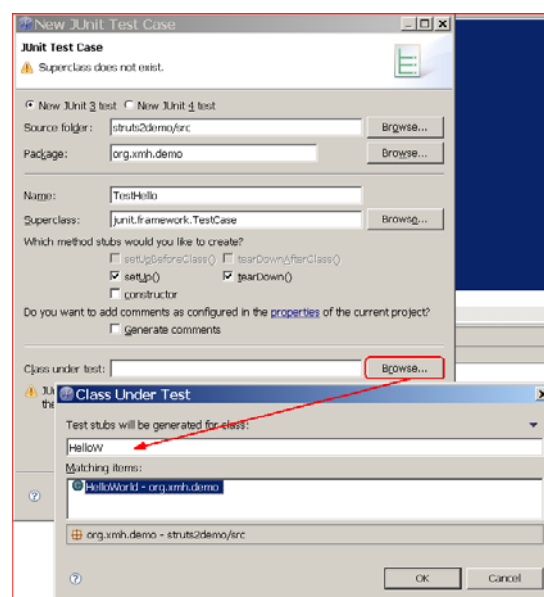 New JUnit Test Case
JUnit Test Case
Superclass does not exist.
New JUnit 3 test New JUnit 4 test
Source folder: struts2demo/src Browse...
Package: org.xmh.demo Browse...
Name: TestHello
Superclass: junit.framework.TestCase Browse...
Which method stubs would you like to create?
setUpBeforeClass() tearDownAfterClass()
setUp() tearDown()
constructor
Do you want to add comments as configured in the properties of the current project?
Generate comments
Class under test: Browse...
the
Class Under Test
Test stubs will be generated for class:
HelloW
Matching items:
HelloWorld - org.xmh.demo
org.xmh.demo - struts2demo/src
OK Cancel